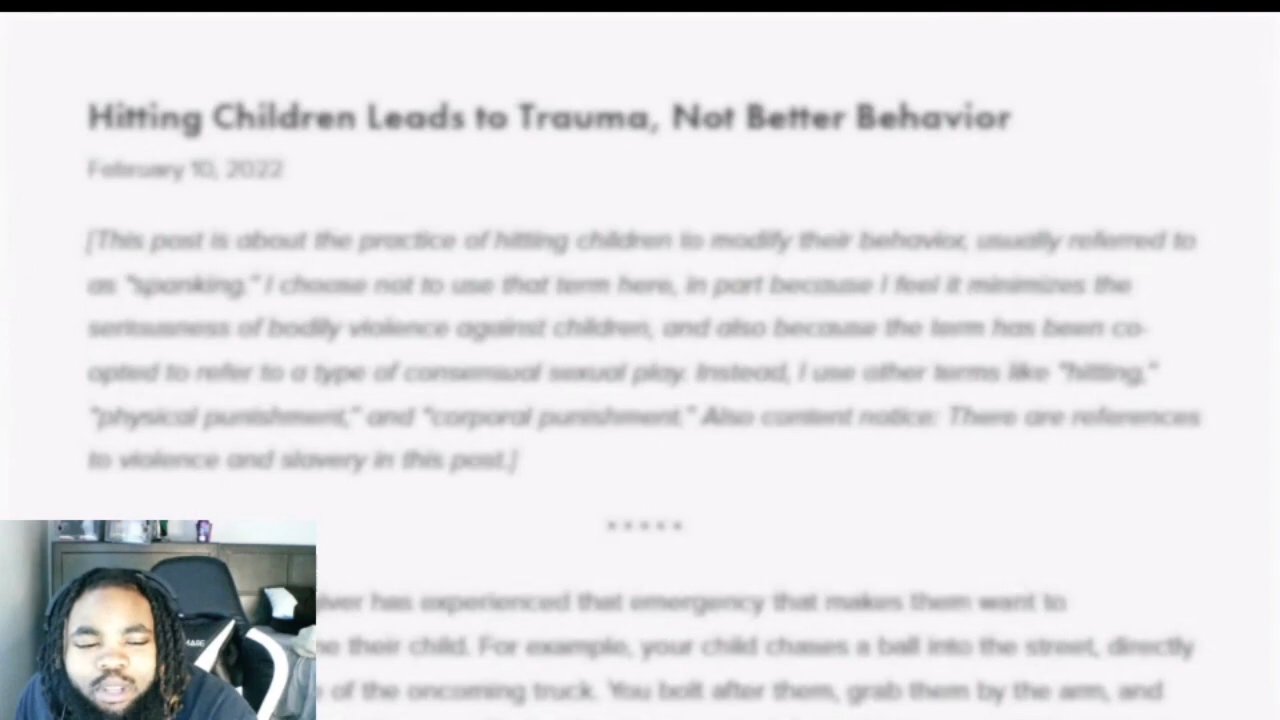 Hitting Children Leads to Trauma, Not Better Behavior
February 10, 2022
[This post is about the practice of hitting children to modify their behavior, usually referred to
as "spanking." I choose not to use that term here, in part because I feel it minimizes the
seriousness of bodily violence against children, and also because the term has been co-
opted to refer to a type of consensual sexual play. Instead, I use other terms like "hitting,"
"physical punishment," and "corporal punishment." Also content notice: There are references
to violence and slavery in this post.]
*****
has experienced that emergency that makes them want to
their child. For example, your child chases a ball into the street, directly
of the oncoming truck. You bolt after them, grab them by the arm, and